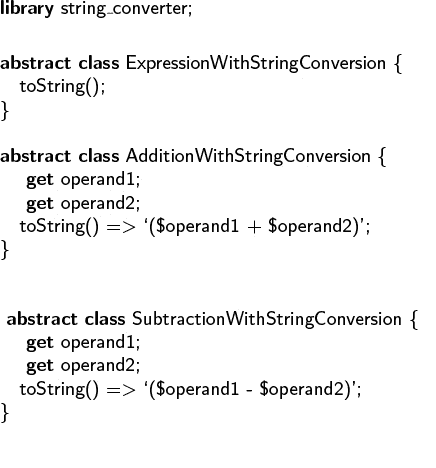 library string_converter;
abstract class ExpressionWithStringConversion {
toString();
}
abstract class AdditionWithStringConversion {
get operand1;
get operand2;
toString() => ‘($operand1 + $operand2)’;
}
abstract class SubtractionWithStringConversion {
get operand1;
get operand2;
toString() => ‘($operand1 - $operand2)’;
}